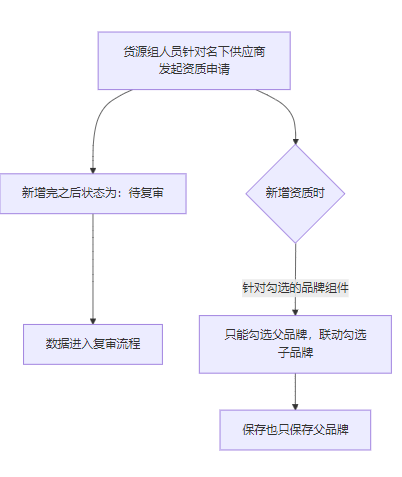 货源组人员针对名下供应商
发起资质申请
新增完之后状态为：待复审
新增资质时
针对勾选的品牌组件
数据进入复审流程
只能勾选父品牌，联动勾选
子品牌
保存也只保存父品牌